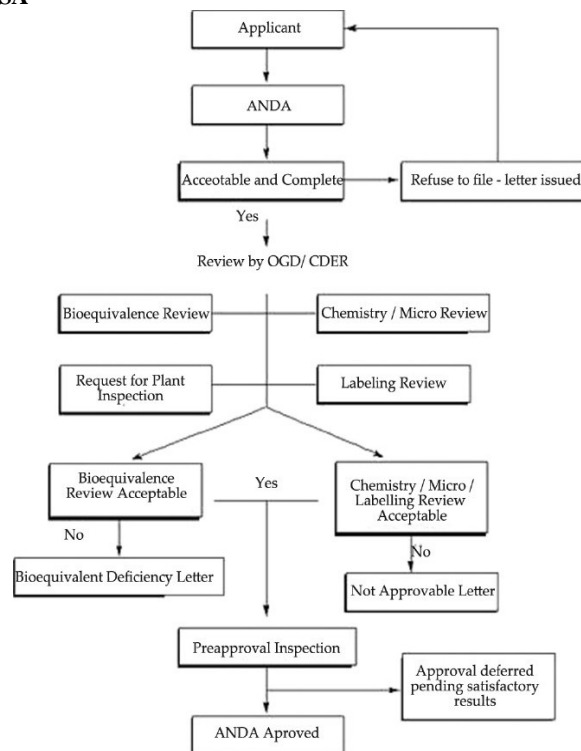 SA
Applicant
ANDA
Acceotable and Complete
Refuse to file - letter issued
Yes
Review by OGD/ CDER
Bioequivalence Review
Chemistry / Micro Review
Request for Plant
Inspection
Labeling Review
Bioequivalence
Review Acceptable
Yes
Chemistry / Micro /
Labelling Review
Acceptable
No
No
Bioequivalent Deficiency Letter
Not Approvable Letter
Preapproval Inspection
Approval deferred
pending satisfactory
results
ANDA Aproved